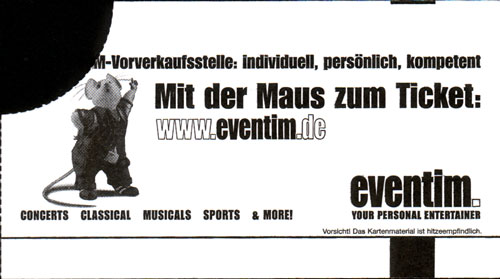 M-Vorverkaufsstelle: individuell, persönlich, kompetent
Mit der Maus zum Ticket:
www.eventim.de
eventim.
YOUR PERSONAL ENTERTAINER
CONCERTS CLASSICAL MUSICALS SPORTS & MORE!
Vorsicht! Das Kartenmaterial ist hitzeempfindlich.